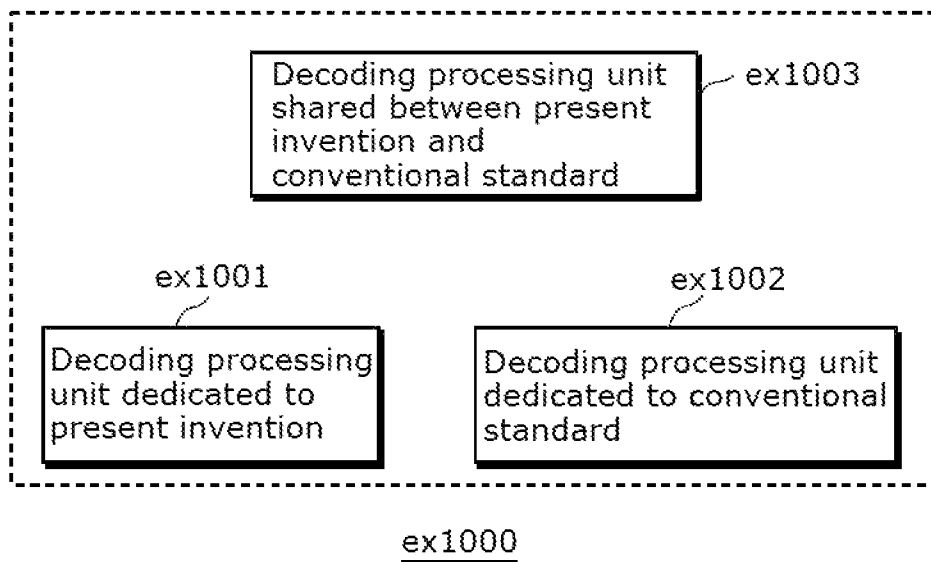 Decoding processing unit
shared between present
invention and
conventional standard
ex1003
ex1001
Decoding processing
unit dedicated to
present invention
ex1002
Decoding processing unit
dedicated to conventional
standard
ex1000